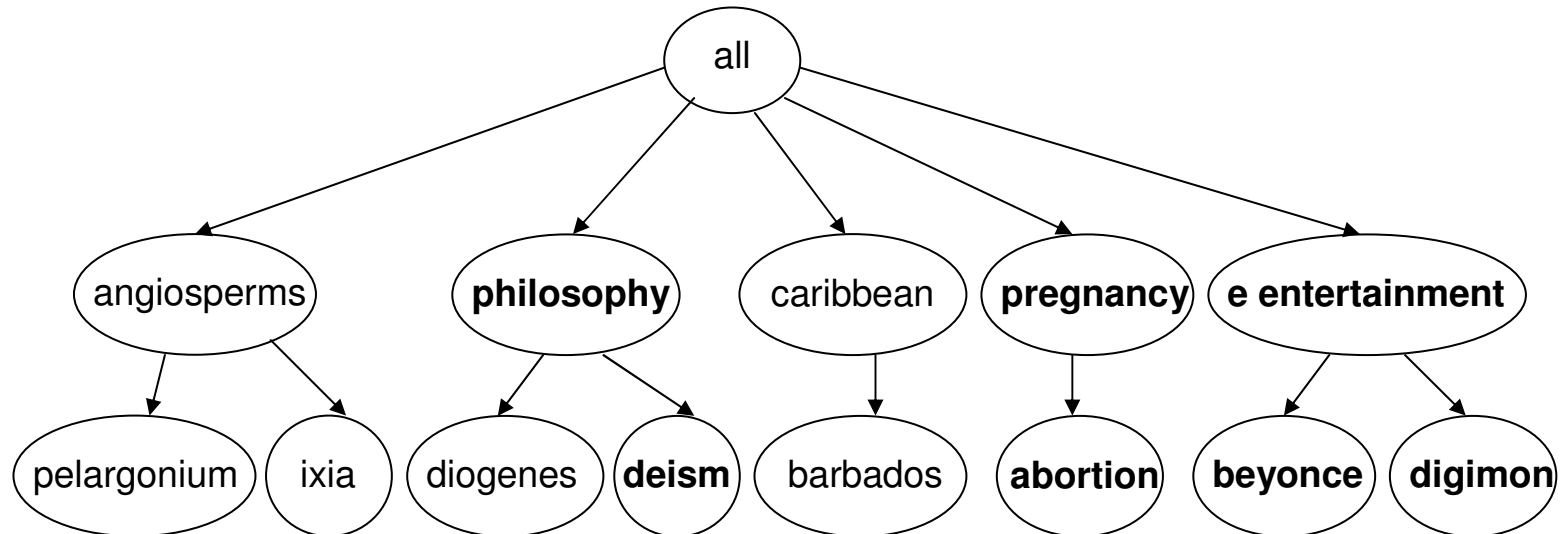 all
angiosperms philosophy caribbean pregnancy e entertainment
pelargonium ixia diogenes deism barbados abortion beyonce digimon